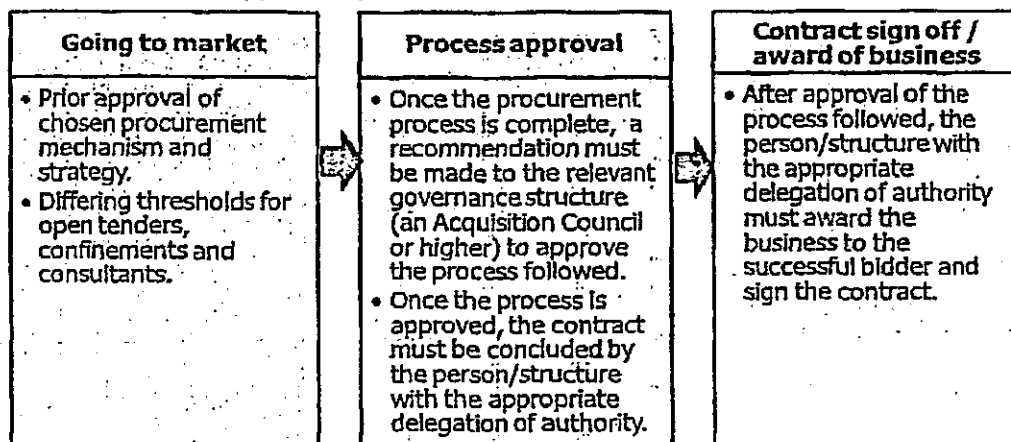 Going to market
• Prior approval of
chosen procurement
mechanism and
strategy.
• Differing thresholds for
open tenders,
confinements and
consultants.
Process approval
• Once the procurement
process is complete, a
recommendation must
be made to the relevant
governance structure
(an Acquisition Council
or higher) to approve
the process followed.
• Once the process is
approved, the contract
must be concluded by
the person/structure
with the appropriate
delegation of authority.
Contract sign off /
award of business
• After approval of the
process followed, the
person/structure with
the appropriate
delegation of authority
must award the
business to the
successful bidder and
sign the contract.